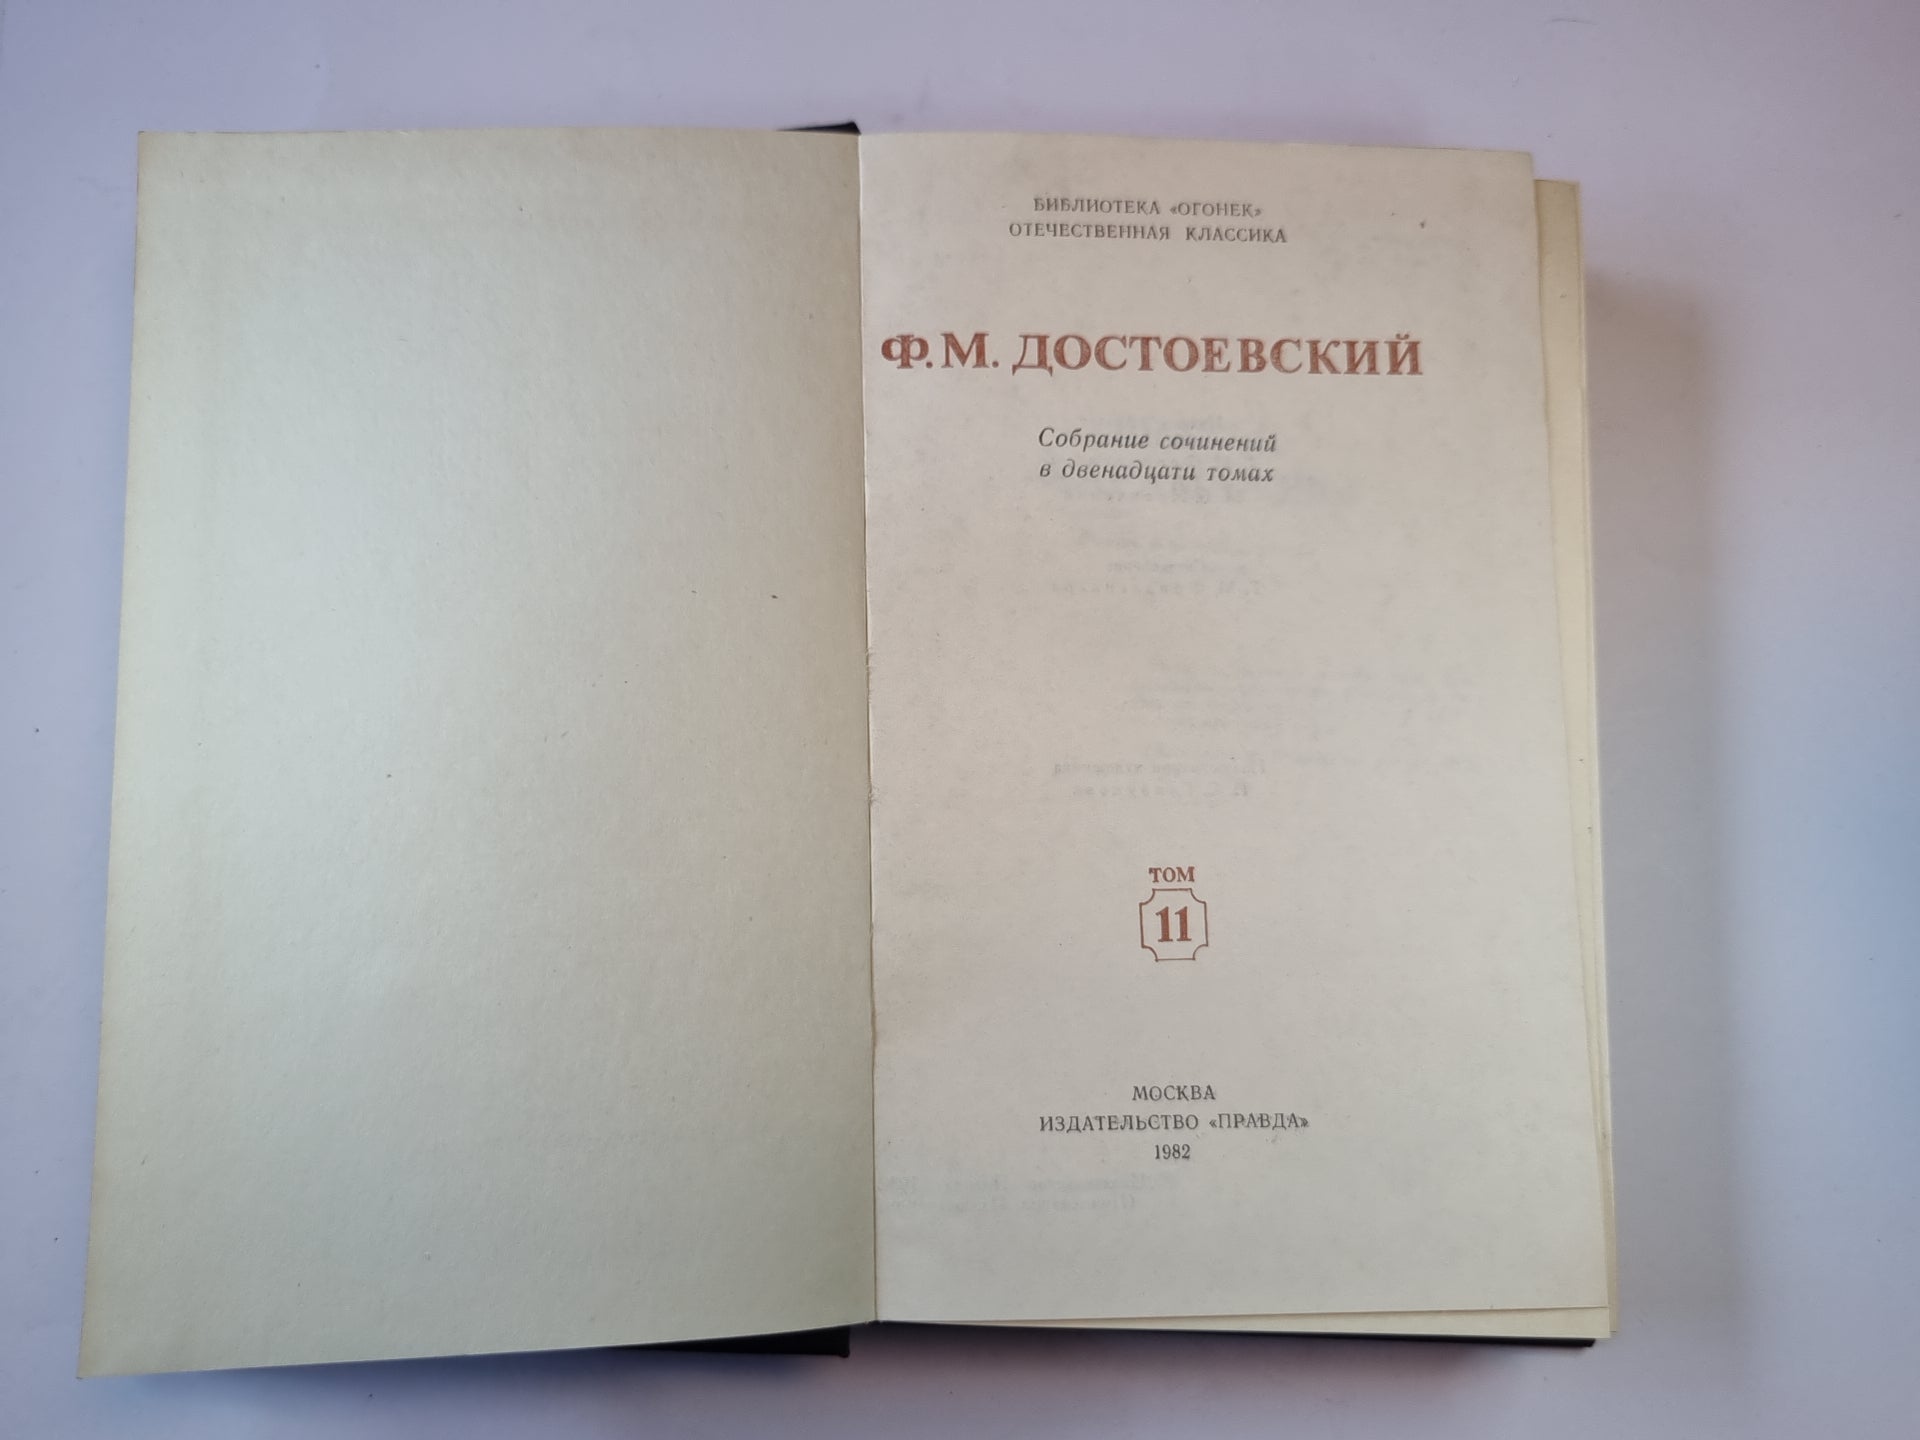 БИБЛИОТЕКА «ОГОНЕК»
ОТЕЧЕСТВЕННАЯ КЛАССИКА
Ф.М. ДОСТОЕВСКИЙ
Собрание сочинений
в двенадцати томах
ТОМ
11
МОСКВА
ИЗДАТЕЛЬСТВО «ПРАВДА»
1982